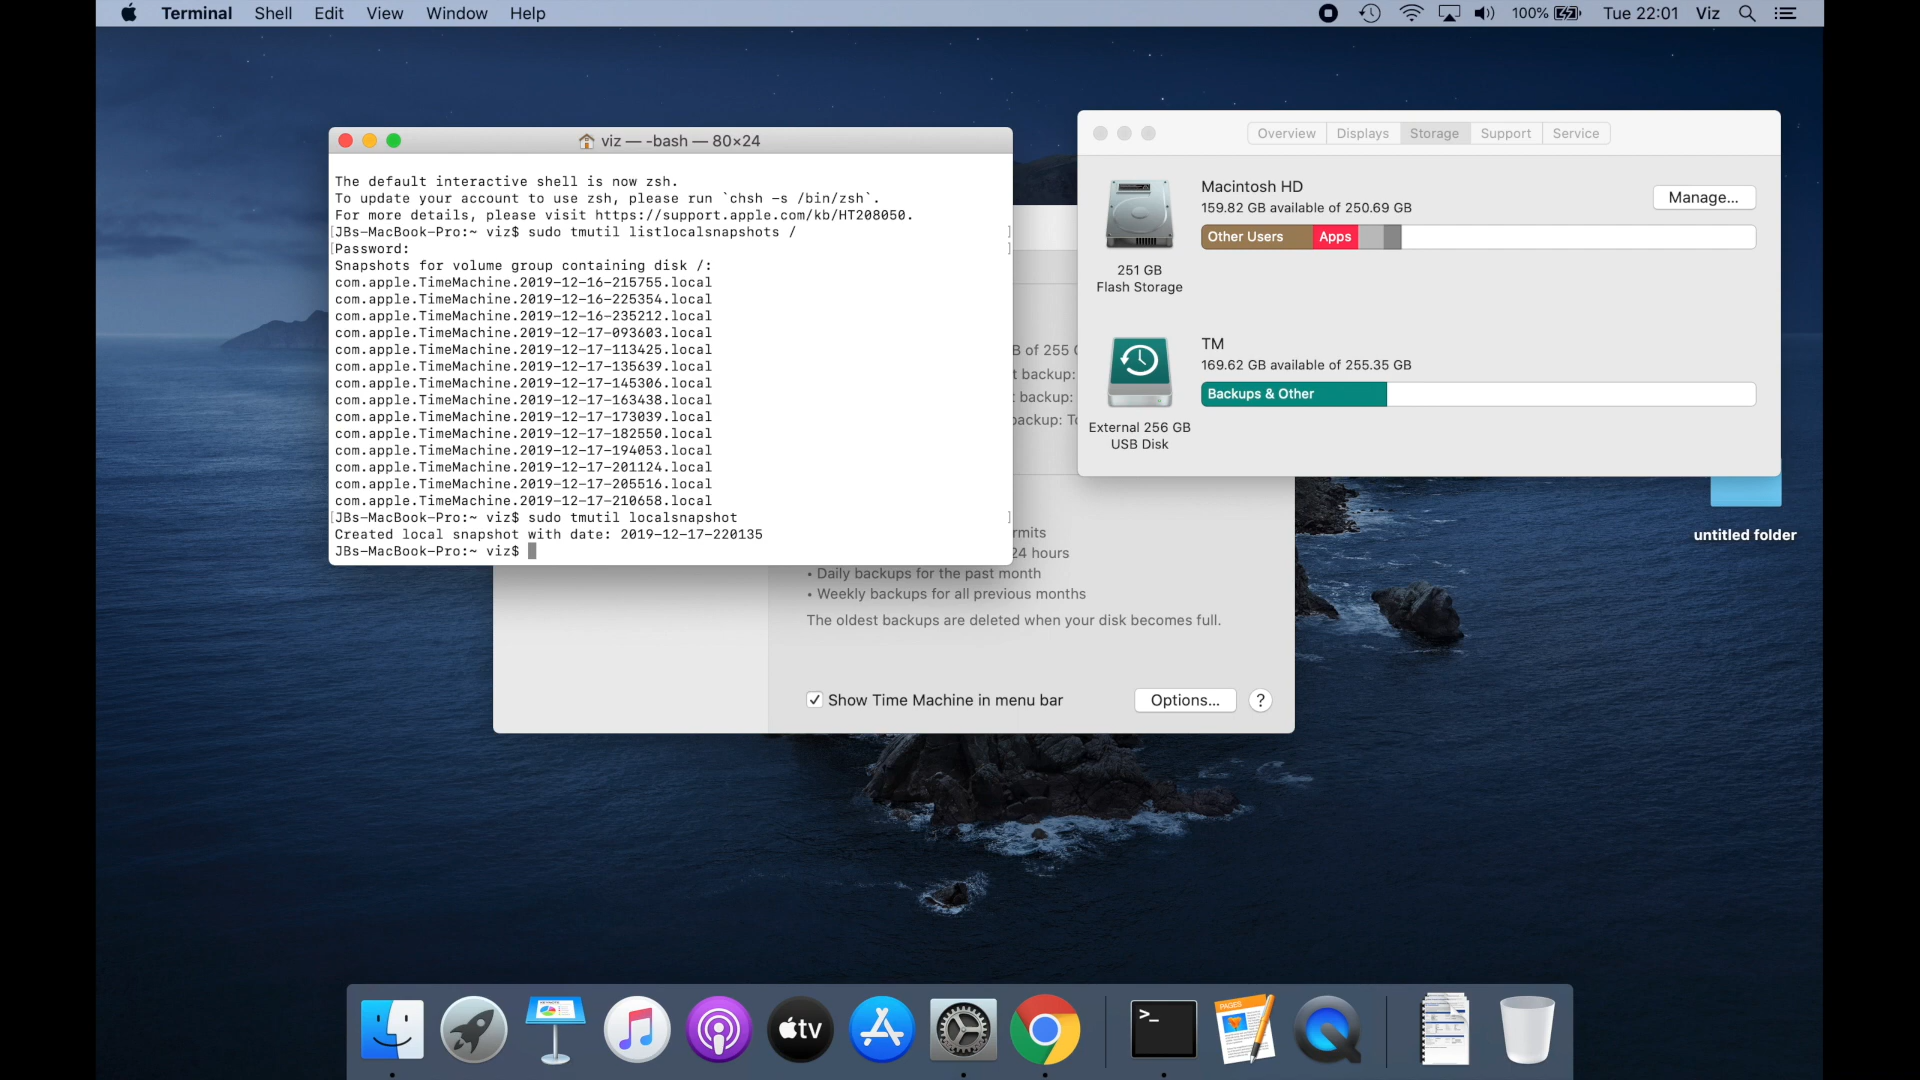 Terminal Shell Edit View Window Help
100% Tue 22:01 Viz
viz — -bash — 80×24
The default interactive shell is now zsh.
To update your account to use zsh, please run `chsh -s /bin/zsh`.
For more details, please visit https://support.apple.com/kb/HT208050.
[JBs-MacBook-Pro:~ viz$ sudo tmutil listlocalsnapshots / ]
[Password: ]
Snapshots for volume group containing disk /:
com.apple.TimeMachine.2019-12-16-215755.local
com.apple.TimeMachine.2019-12-16-225354.local
com.apple.TimeMachine.2019-12-16-235212.local
com.apple.TimeMachine.2019-12-17-093603.local
com.apple.TimeMachine.2019-12-17-113425.local
com.apple.TimeMachine.2019-12-17-135639.local
com.apple.TimeMachine.2019-12-17-145306.local
com.apple.TimeMachine.2019-12-17-163438.local
com.apple.TimeMachine.2019-12-17-173039.local
com.apple.TimeMachine.2019-12-17-182550.local
com.apple.TimeMachine.2019-12-17-194053.local
com.apple.TimeMachine.2019-12-17-201124.local
com.apple.TimeMachine.2019-12-17-205516.local
com.apple.TimeMachine.2019-12-17-210658.local
[JBs-MacBook-Pro:~ viz$ sudo tmutil localsnapshot ]
Created local snapshot with date: 2019-12-17-220135
JBs-MacBook-Pro:~ viz$
Overview Displays Storage Support Service
Macintosh HD
159.82 GB available of 250.69 GB
Manage...
Other Users Apps
251 GB
Flash Storage
TM
169.62 GB available of 255.35 GB
Backups & Other
External 256 GB
USB Disk
B of 255
t backup:
t backup:
backup: To
rmits
24 hours
• Daily backups for the past month
• Weekly backups for all previous months
The oldest backups are deleted when your disk becomes full.
Show Time Machine in menu bar
Options...
?
untitled folder
>_
tv
PAGES